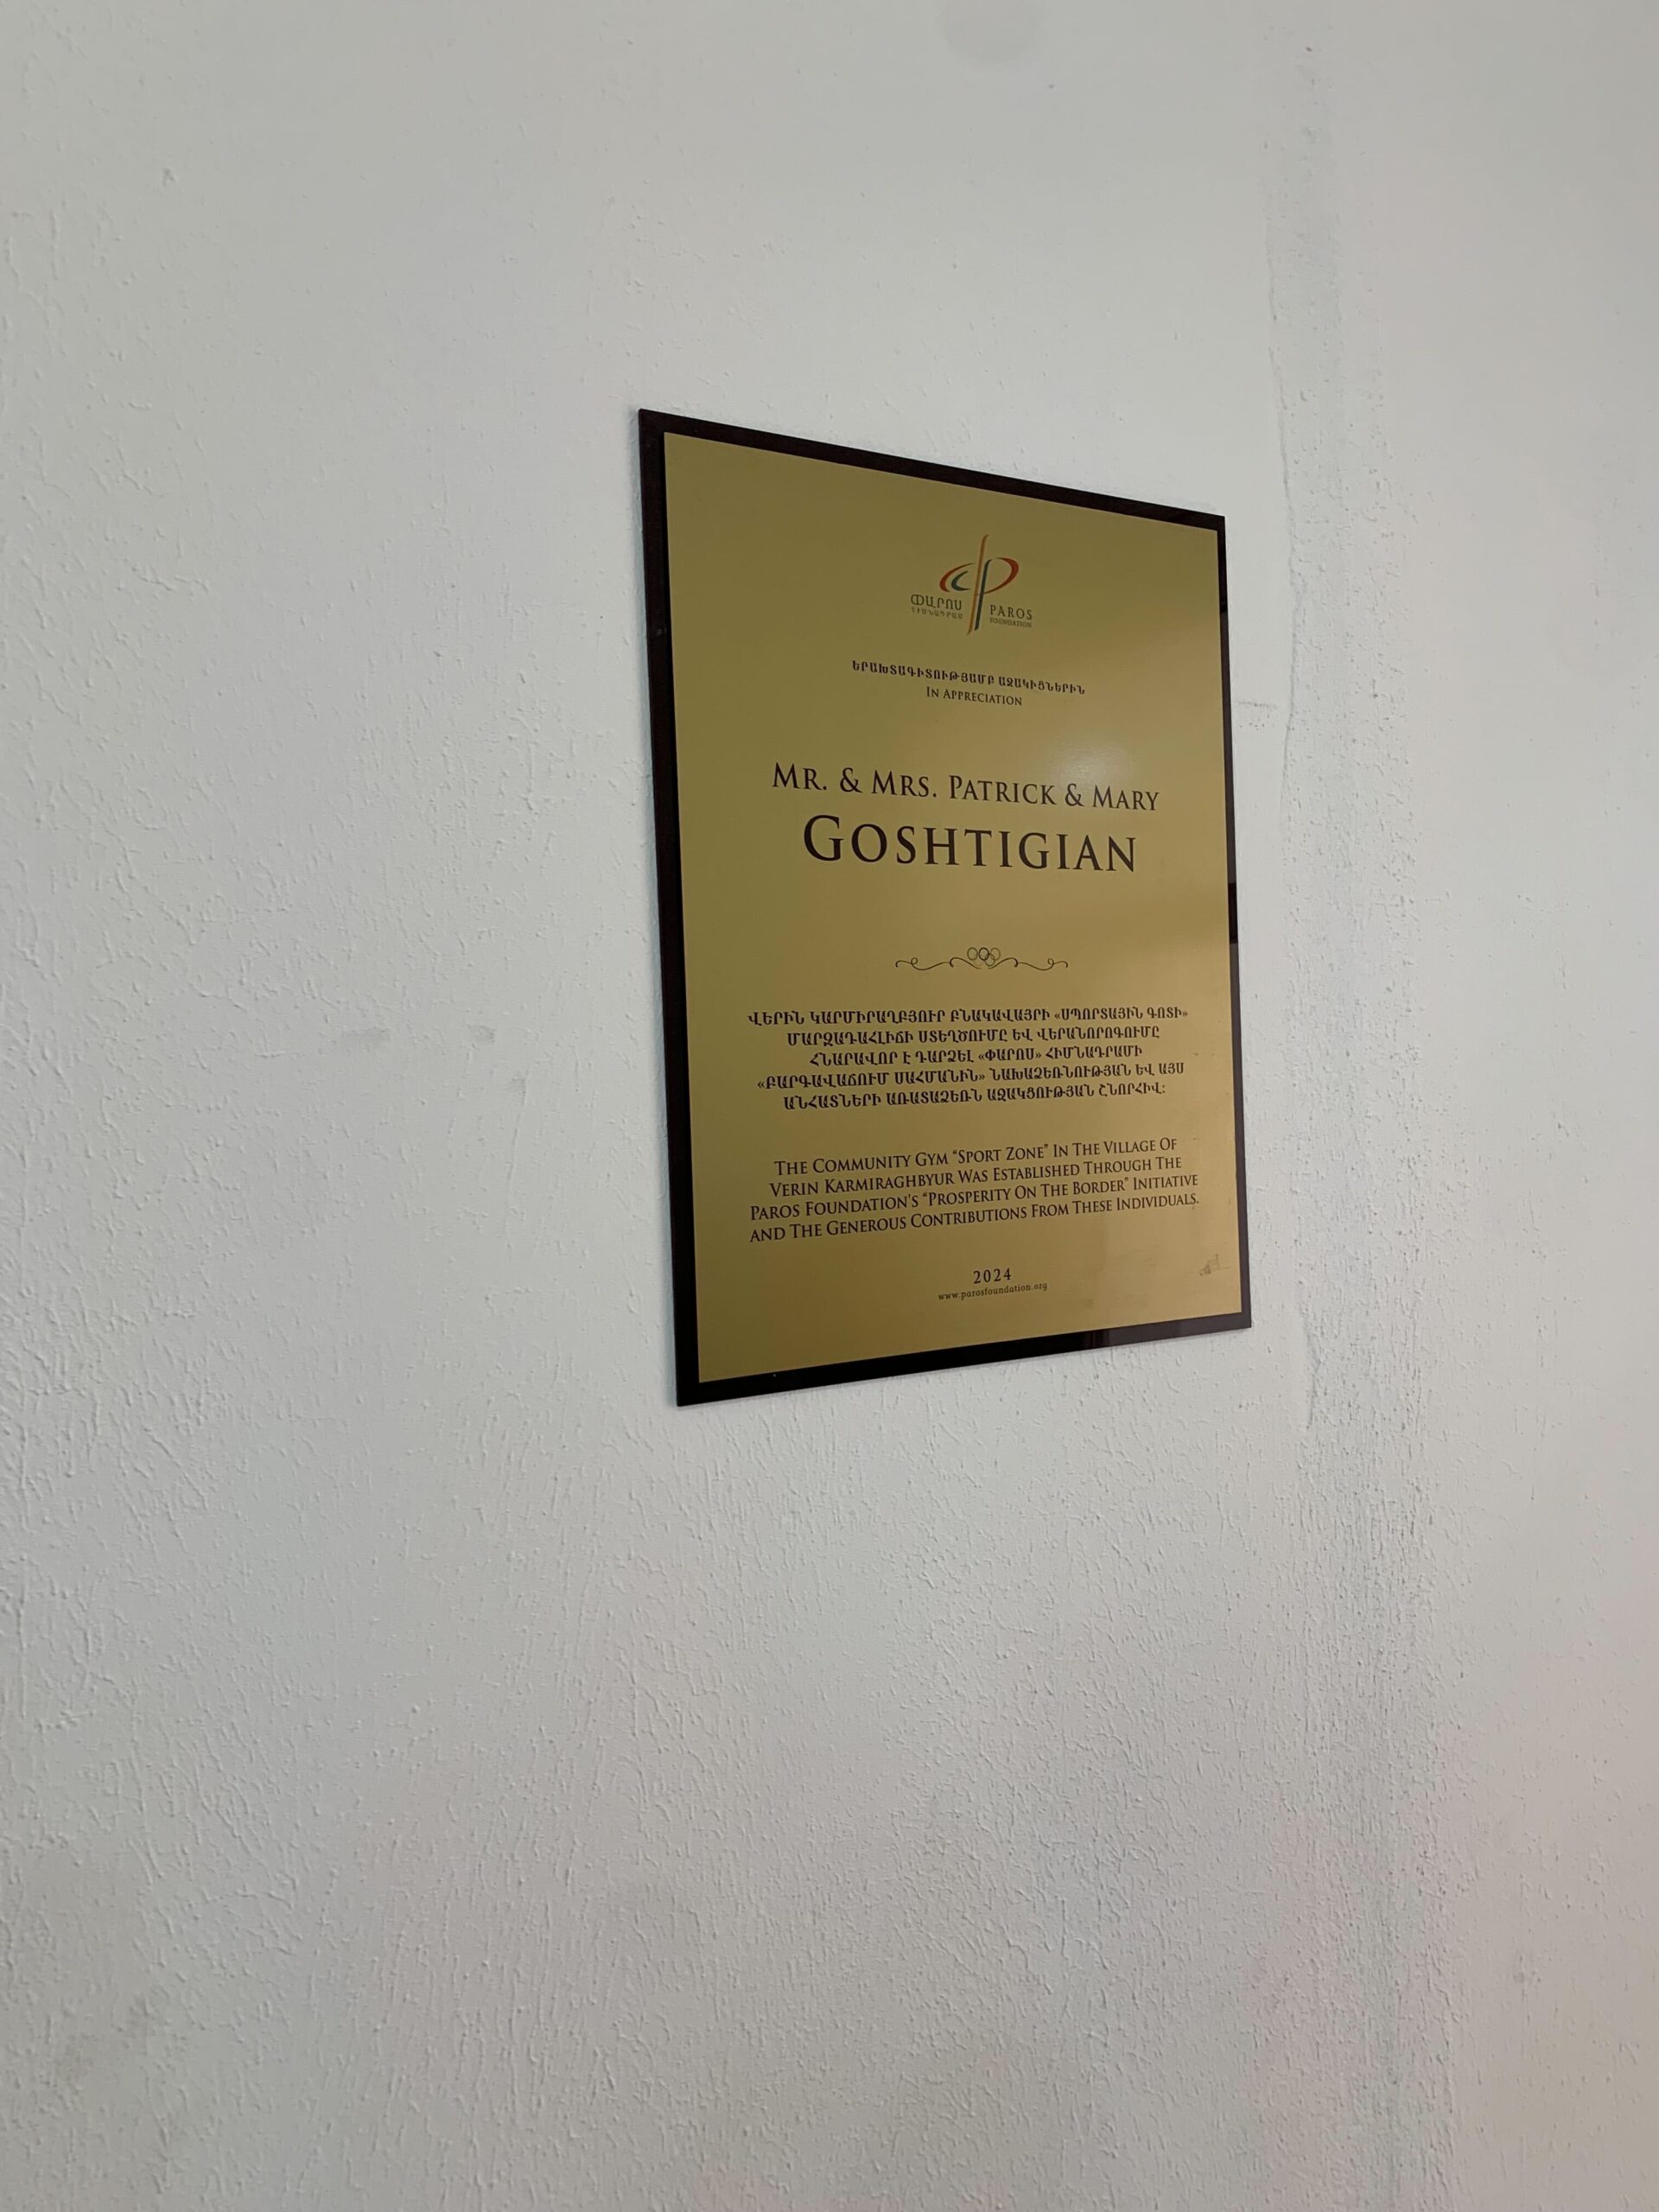 ՓԱՐՈՍ
ՀԻՄՆԱԴՐԱՄ
PAROS
FOUNDATION
ԵՐԱԽՏԱԳԻՏՈՒԹՅԱՄԲ ԱՋԱԿԻՑՆԵՐԻՆ
IN APPRECIATION
MR. & MRS. PATRICK & MARY
GOSHTIGIAN
ՎԵՐԻՆ ԿԱՐՄԻՐԱՂԲՅՈՒՐ ԲՆԱԿԱՎԱՅՐԻ «ՍՊՈՐՏԱՅԻՆ ԳՈՏԻ»
ՄԱՐԶԱԴԱՀԼԻՃԻ ՍՏԵՂԾՈՒՄԸ ԵՎ ՎԵՐԱՆՈՐՈԳՈՒՄԸ
ՀՆԱՐԱՎՈՐ Է ԴԱՐՁԵԼ «ՓԱՐՈՍ» ՀԻՄՆԱԴՐԱՄԻ
«ԲԱՐԳԱՎԱՃՈՒՄ ՍԱՀՄԱՆԻՆ» ՆԱԽԱՁԵՌՆՈՒԹՅԱՆ ԵՎ ԱՅՍ
ԱՆՀԱՏՆԵՐԻ ԱՌԱՏԱՁԵՌՆ ԱՋԱԿՑՈՒԹՅԱՆ ՇՆՈՐՀԻՎ:
THE COMMUNITY GYM "SPORT ZONE" IN THE VILLAGE OF
VERIN KARMIRAGHBYUR WAS ESTABLISHED THROUGH THE
PAROS FOUNDATION'S "PROSPERITY ON THE BORDER" INITIATIVE
AND THE GENEROUS CONTRIBUTIONS FROM THESE INDIVIDUALS.
2024
www.parosfoundation.org